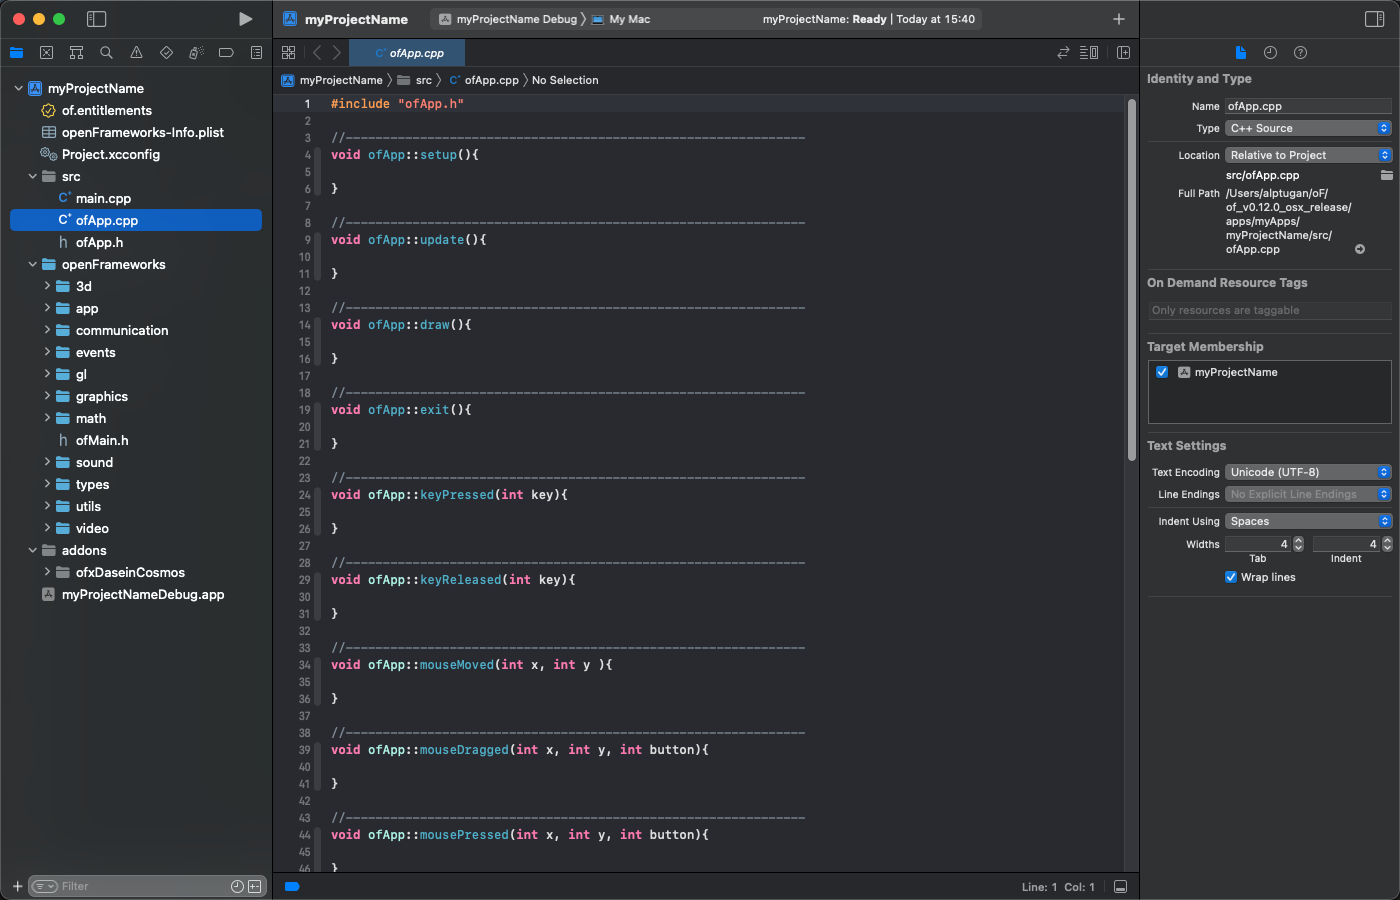 myProjectName
myProjectName Debug
My Mac
myProjectName: Ready | Today at 15:40
ofApp.cpp
myProjectName
src
ofApp.cpp
No Selection
myProjectName
of.entitlements
openFrameworks-Info.plist
Project.xcconfig
src
main.cpp
ofApp.cpp
ofApp.h
openFrameworks
3d
app
communication
events
gl
graphics
math
ofMain.h
sound
types
utils
video
addons
ofxDaseinCosmos
myProjectNameDebug.app
Filter
1 #include "ofApp.h"
2
3 //--------------------------------------------------------------
4 void ofApp::setup(){
5
6 }
7
8 //--------------------------------------------------------------
9 void ofApp::update(){
10
11 }
12
13 //--------------------------------------------------------------
14 void ofApp::draw(){
15
16 }
17
18 //--------------------------------------------------------------
19 void ofApp::exit(){
20
21 }
22
23 //--------------------------------------------------------------
24 void ofApp::keyPressed(int key){
25
26 }
27
28 //--------------------------------------------------------------
29 void ofApp::keyReleased(int key){
30
31 }
32
33 //--------------------------------------------------------------
34 void ofApp::mouseMoved(int x, int y ){
35
36 }
37
38 //--------------------------------------------------------------
39 void ofApp::mouseDragged(int x, int y, int button){
40
41 }
42
43 //--------------------------------------------------------------
44 void ofApp::mousePressed(int x, int y, int button){
45
46 }
Line: 1 Col: 1
Identity and Type
Name ofApp.cpp
Type C++ Source
Location Relative to Project
src/ofApp.cpp
Full Path /Users/alptugan/oF/
of_v0.12.0_osx_release/
apps/myApps/
myProjectName/src/
ofApp.cpp
On Demand Resource Tags
Only resources are taggable
Target Membership
myProjectName
Text Settings
Text Encoding Unicode (UTF-8)
Line Endings No Explicit Line Endings
Indent Using Spaces
Widths 4 4
Tab Indent
Wrap lines